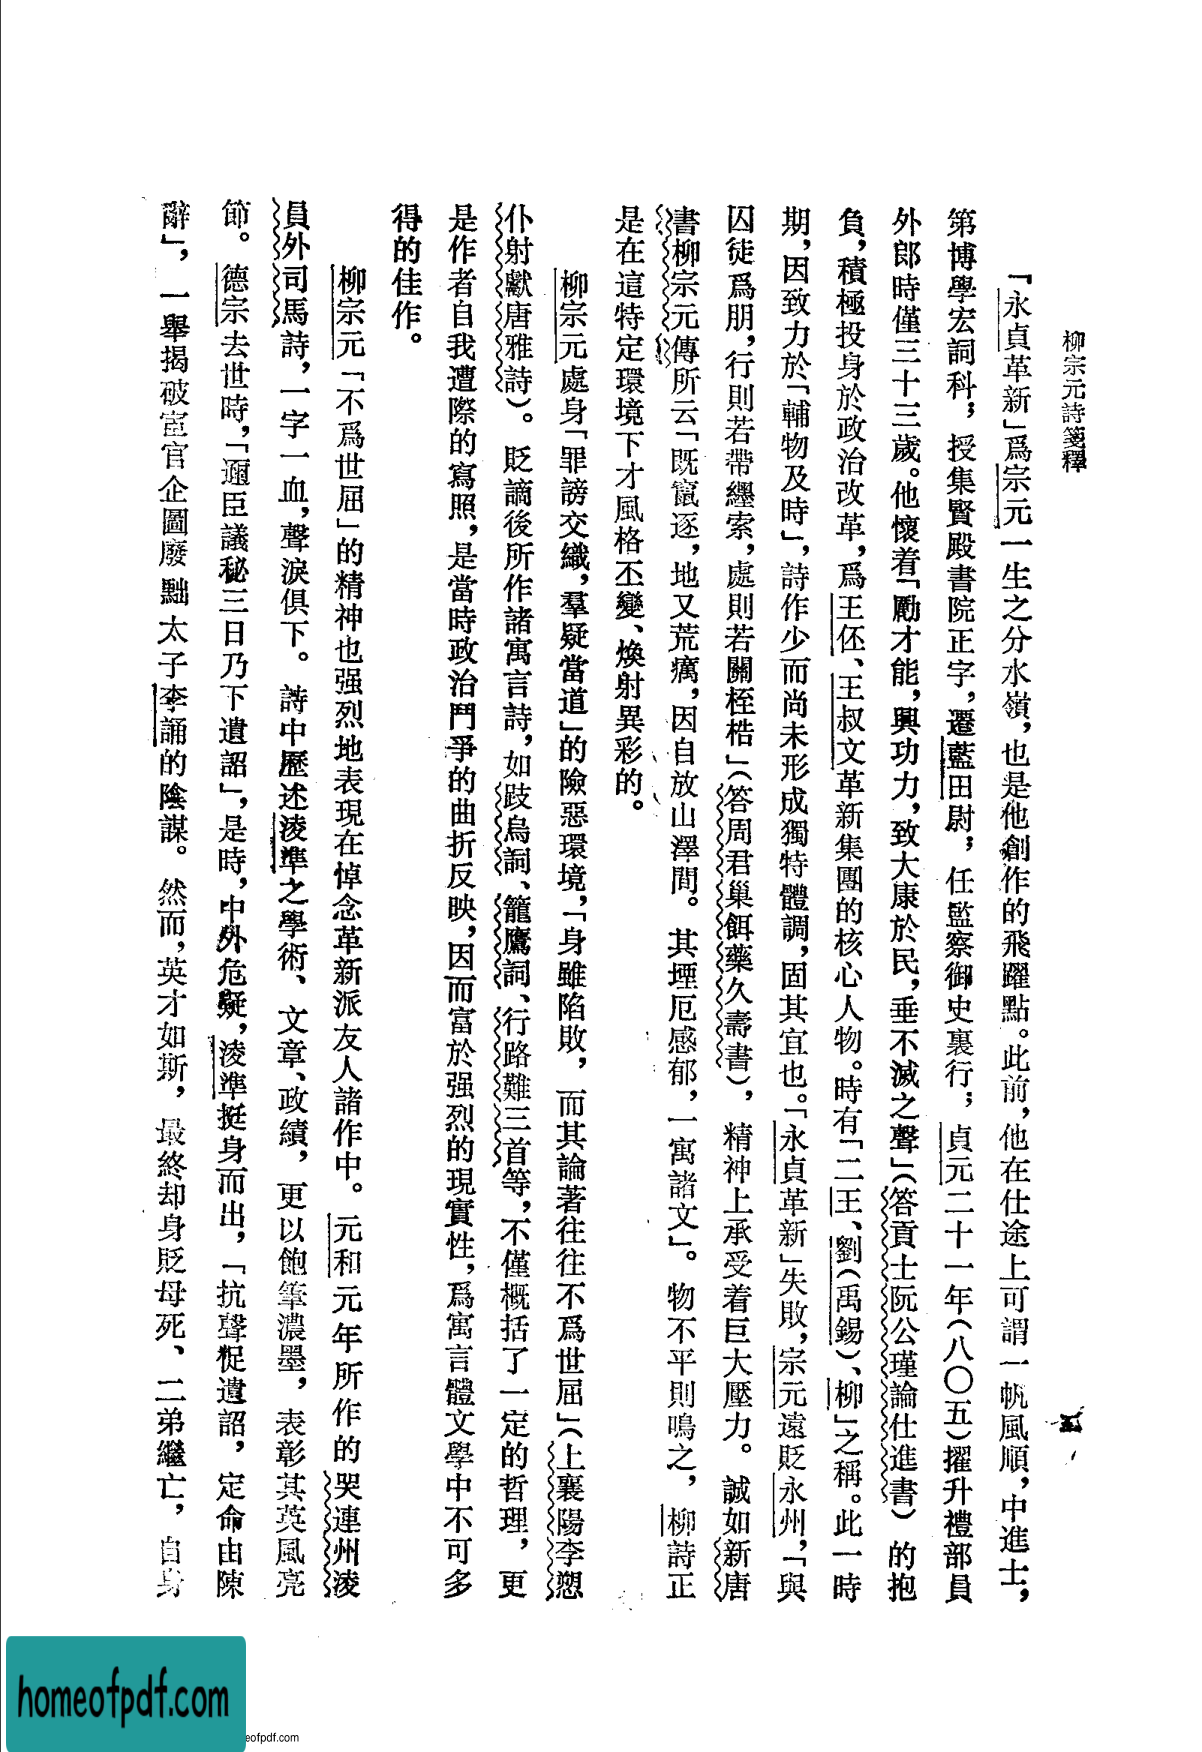 柳宗元詩箋釋
「永貞革新」爲宗元一生之分水嶺，也是他創作的飛躍點。此前，他在仕途上可謂一帆風順，中進士，
第博學宏詞科；授集賢殿書院正字，遷藍田尉；任監察御史裏行；貞元二十一年（八〇五）擢升禮部員
外郎時僅三十三歲。他懷着「勵才能，興功力，致大康於民，垂不滅之聲」（答貢士阮公瑾論仕進書）的抱
負，積極投身於政治改革，爲王伾、王叔文革新集團的核心人物。時有「二王、劉（禹錫）、柳」之稱。此一時
期，因致力於「輔物及時」，詩作少而尚未形成獨特體調，固其宜也。「永貞革新」失敗，宗元遠貶永州，「與
囚徒爲朋，行則若帶纆索，處則若關桎梏」（答周君巢餌藥久壽書），精神上承受着巨大壓力。誠如新唐
書柳宗元傳所云「既竄逐，地又荒癘，因自放山澤間。其堙厄感郁，一寓諸文」。物不平則鳴之，柳詩正
是在這特定環境下才風格丕變、煥射異彩的。
柳宗元處身「罪謗交織，羣疑當道」的險惡環境，「身雖陷敗，而其論著往往不爲世屈」（上襄陽李愬
仆射獻唐雅詩）。貶謫後所作諸寓言詩，如跂烏詞、籠鷹詞、行路難三首等，不僅概括了一定的哲理，更
是作者自我遭際的寫照，是當時政治鬥爭的曲折反映，因而富於强烈的現實性，爲寓言體文學中不可多
得的佳作。
柳宗元「不爲世屈」的精神也强烈地表現在悼念革新派友人諸作中。元和元年所作的哭連州凌
員外司馬詩，一字一血，聲淚俱下。詩中歷述淩準之學術、文章、政績，更以飽筆濃墨，表彰其英風亮
節。德宗去世時，「邇臣議秘三日乃下遺詔」，是時，中外危疑，淩準挺身而出，「抗聲促遺詔，定命由陳
辭」，一舉揭破宦官企圖廢黜太子李誦的陰謀。然而，英才如斯，最終却身貶母死、二弟繼亡，自身
homeofpdf.com
eofpdf.com